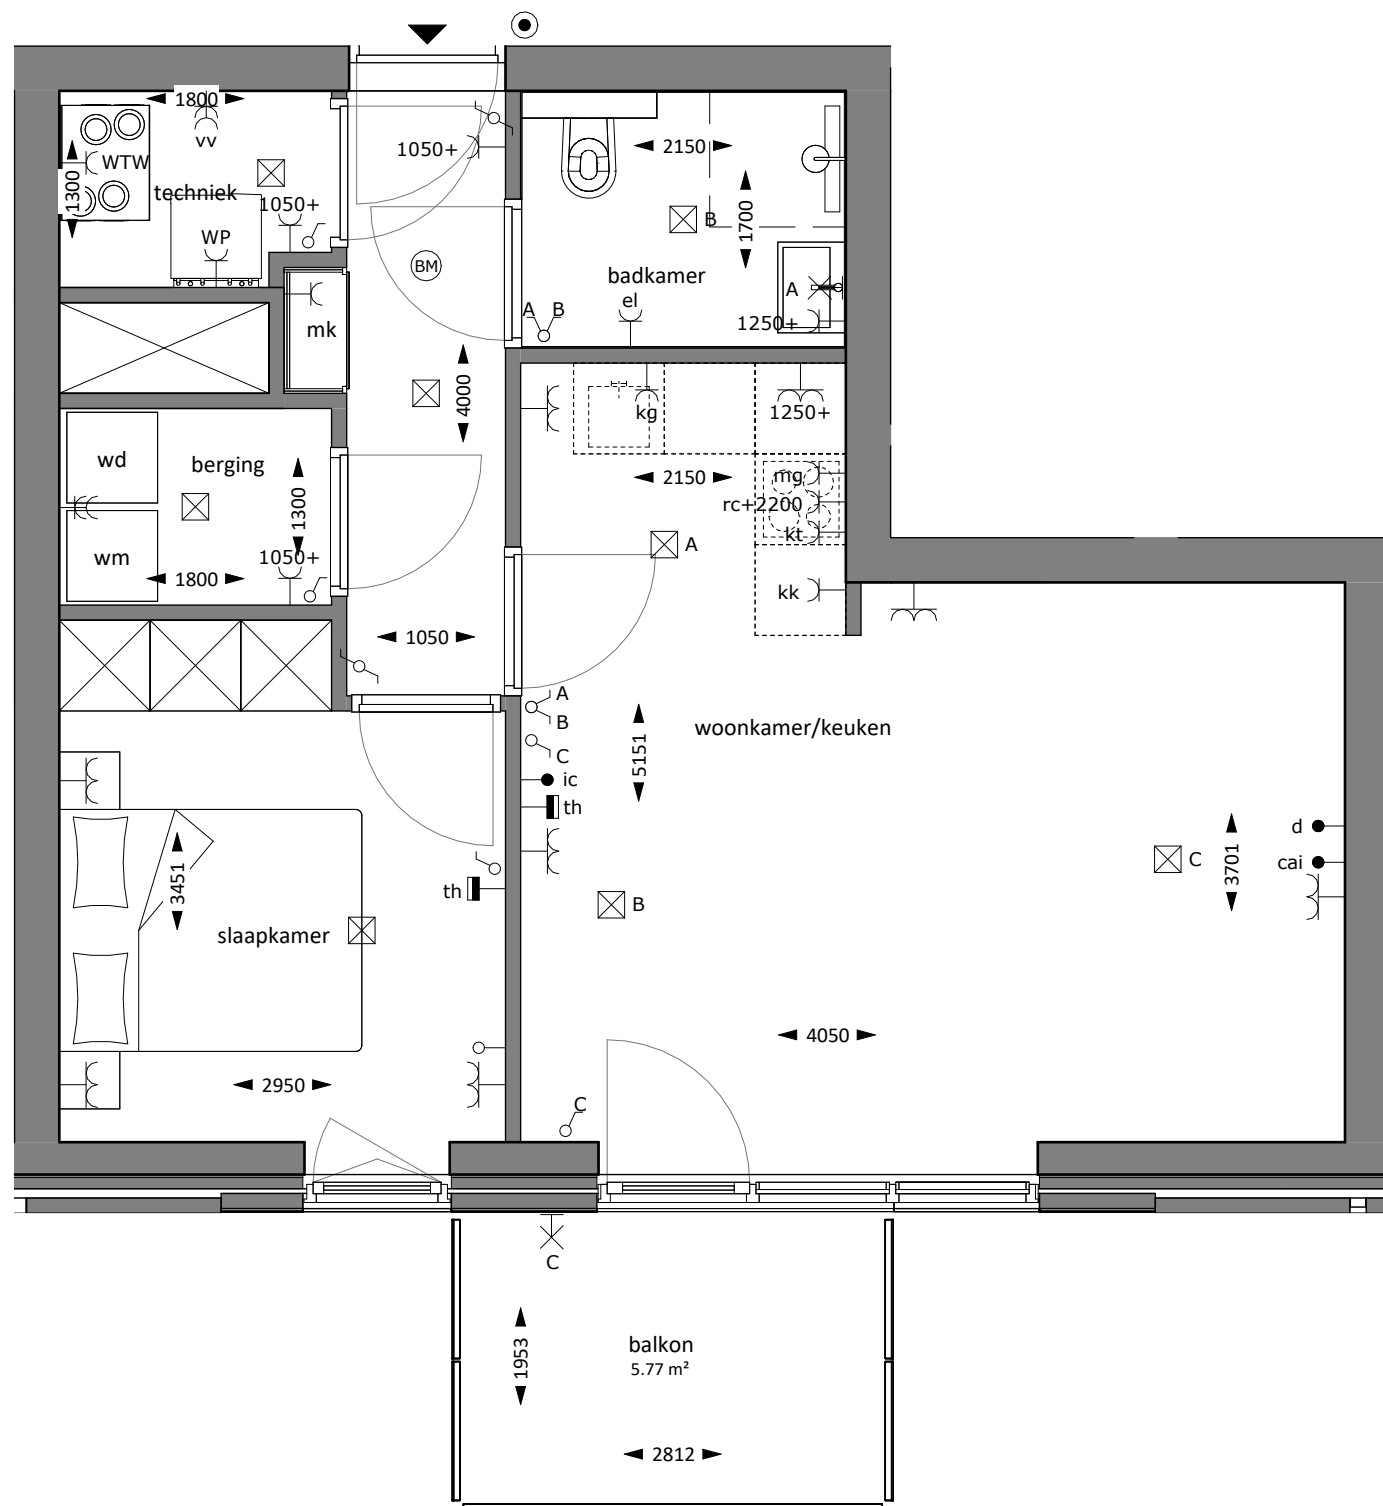 1800
vv
1050+
2150
WTW
1300
techniek
1050+
B
1700
WP
BM
badkamer
el
A
A
B
1250+
mk
4000
kg
1250+
wd
berging
2150
mg
rc+2200
1300
kt
A
wm
1050+
1800
kk
1050
A
B
woonkamer/keuken
C
5151
ic
th
d
3451
C
3701
cai
th
B
slaapkamer
4050
2950
C
C
1953
balkon
5.77 m²
2812